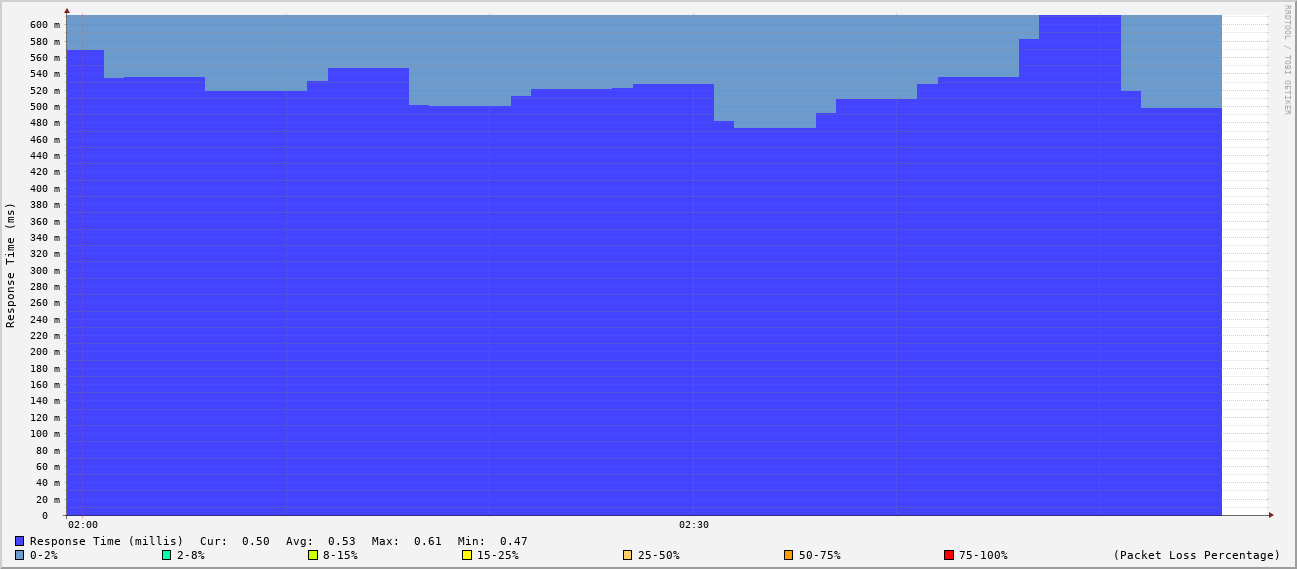 RRDTOOL / TOBI OETIKER
Response Time (ms)
600 m
580 m
560 m
540 m
520 m
500 m
480 m
460 m
440 m
420 m
400 m
380 m
360 m
340 m
320 m
300 m
280 m
260 m
240 m
220 m
200 m
180 m
160 m
140 m
120 m
100 m
80 m
60 m
40 m
20 m
0
02:00 02:30
Response Time (millis) Cur: 0.50 Avg: 0.53 Max: 0.61 Min: 0.47
0-2% 2-8% 8-15% 15-25% 25-50% 50-75% 75-100% (Packet Loss Percentage)